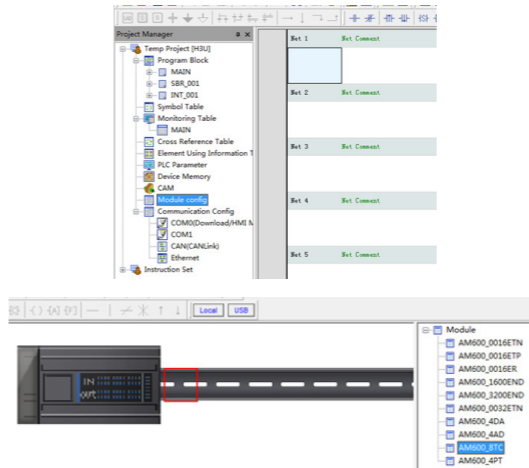 Project Manager
Temp Project [H3U]
Program Block
MAIN
SBR_001
INT_001
Symbol Table
Monitoring Table
MAIN
Cross Reference Table
Element Using Information T
PLC Parameter
Device Memory
CAM
Module config
Communication Config
COM0(Download/HMI M
COM1
CAN(CANLink)
Ethernet
Instruction Set
Net 1 Net Comment
Net 2 Net Comment
Net 3 Net Comment
Net 4 Net Comment
Net 5 Net Comment
Local USB
IN
OUT
Module
AM600_0016ETN
AM600_0016ETP
AM600_0016ER
AM600_1600END
AM600_3200END
AM600_0032ETN
AM600_4DA
AM600_4AD
AM600_8TC
AM600_4PT